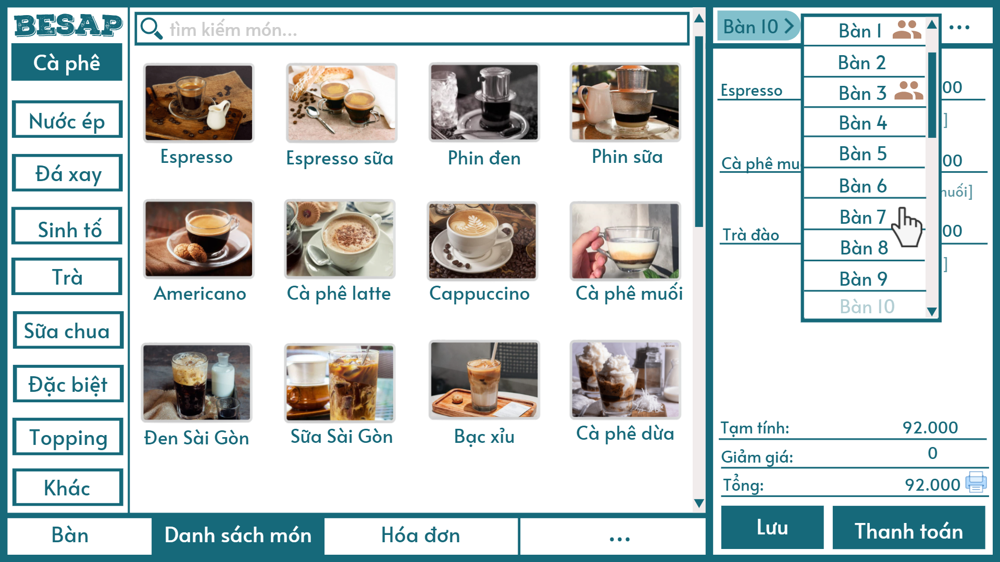 BESAP
Cà phê
Nước ép
Đá xay
Sinh tố
Trà
Sữa chua
Đặc biệt
Topping
Khác
tìm kiếm món...
Espresso
Espresso sữa
Phin đen
Phin sữa
Americano
Cà phê latte
Cappuccino
Cà phê muối
Đen Sài Gòn
Sữa Sài Gòn
Bạc xỉu
Cà phê dừa
Bàn
Danh sách món
Hóa đơn
...
Bàn 10 >
...
Bàn 1
Bàn 2
Bàn 3
Bàn 4
Bàn 5
Bàn 6
Bàn 7
Bàn 8
Bàn 9
Bàn 10
Espresso
00
]
Cà phê mu
00
muối]
Trà đào
00
]
Tạm tính: 92.000
Giảm giá: 0
Tổng: 92.000
Lưu
Thanh toán